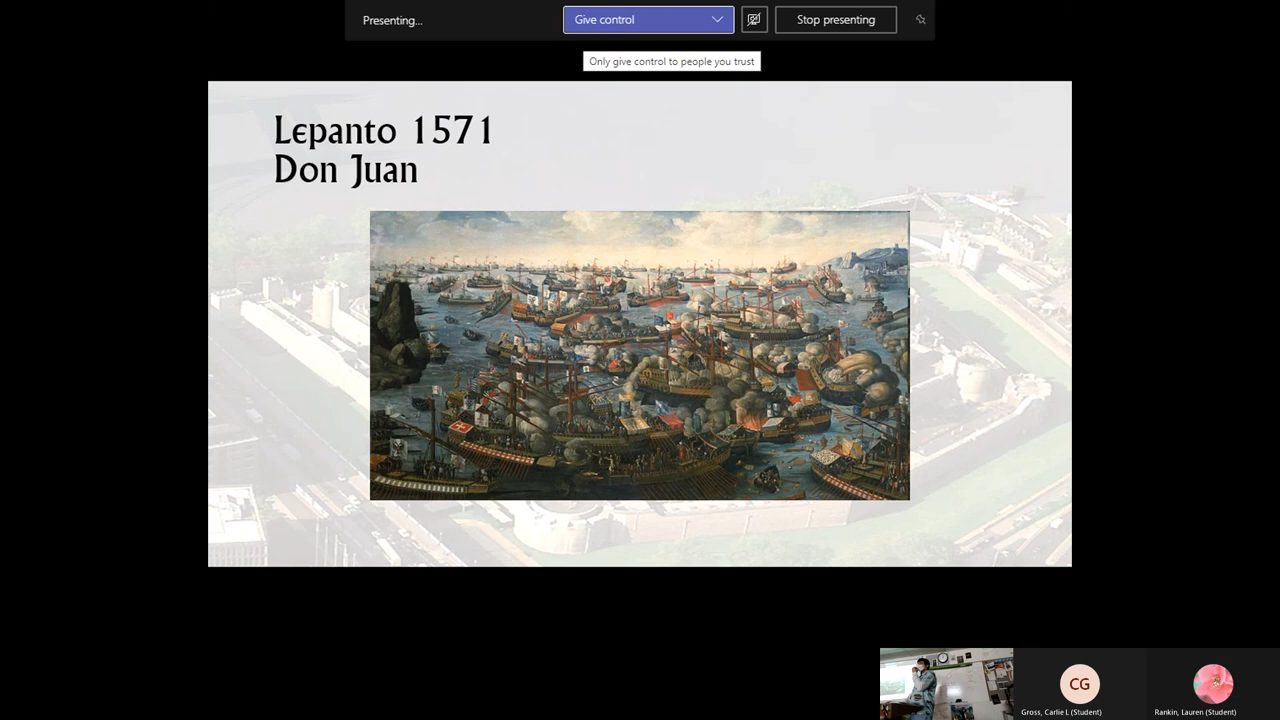 Presenting...
Give control
Stop presenting
Only give control to people you trust
Lepanto 1571
Don Juan
CG
Gross, Carlie L (Student)
Rankin, Lauren (Student)